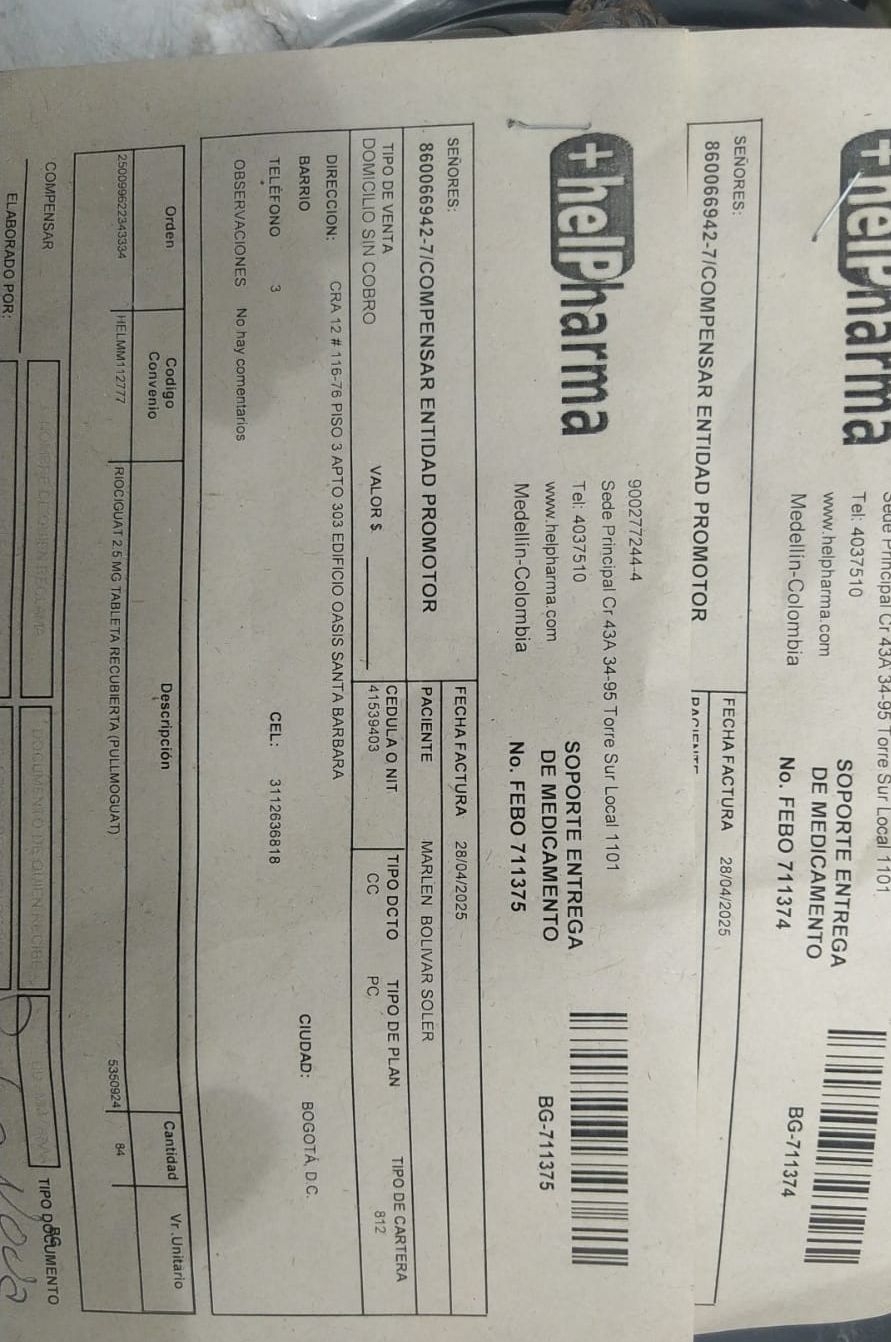 +helPharma
Sede Principal Cr 43A 34-95 Torre Sur Local 1101
Tel: 4037510
www.helpharma.com
Medellín-Colombia
SOPORTE ENTREGA
DE MEDICAMENTO
No. FEBO 711374
BG-711374
SEÑORES:
860066942-7/COMPENSAR ENTIDAD PROMOTOR
FECHA FACTURA 28/04/2025
PACIENTE
+helPharma
900277244-4
Sede Principal Cr 43A 34-95 Torre Sur Local 1101
Tel: 4037510
www.helpharma.com
Medellín-Colombia
SOPORTE ENTREGA
DE MEDICAMENTO
No. FEBO 711375
BG-711375
SEÑORES:
860066942-7/COMPENSAR ENTIDAD PROMOTOR
FECHA FACTURA 28/04/2025
PACIENTE MARLEN BOLIVAR SOLER
TIPO DE VENTA VALOR $ CEDULA O NIT TIPO DCTO TIPO DE PLAN TIPO DE CARTERA
DOMICILIO SIN COBRO 41539403 CC PC 812
DIRECCION: CRA 12 # 116-76 PISO 3 APTO 303 EDIFICIO OASIS SANTA BARBARA
BARRIO CIUDAD: BOGOTÁ, D.C.
TELÉFONO 3 CEL: 3112636818
OBSERVACIONES No hay comentarios
Orden Codigo Convenio Descripción Cantidad Vr .Unitario
250099622343334 HELMM112777 RIOCIGUAT 2.5 MG TABLETA RECUBIERTA (PULLMOGUAT) 5350924 84
COMPENSAR
DOCUMENTO DE QUIEN RECIBE
TIPO DOCUMENTO
BG
ELABORADO POR: